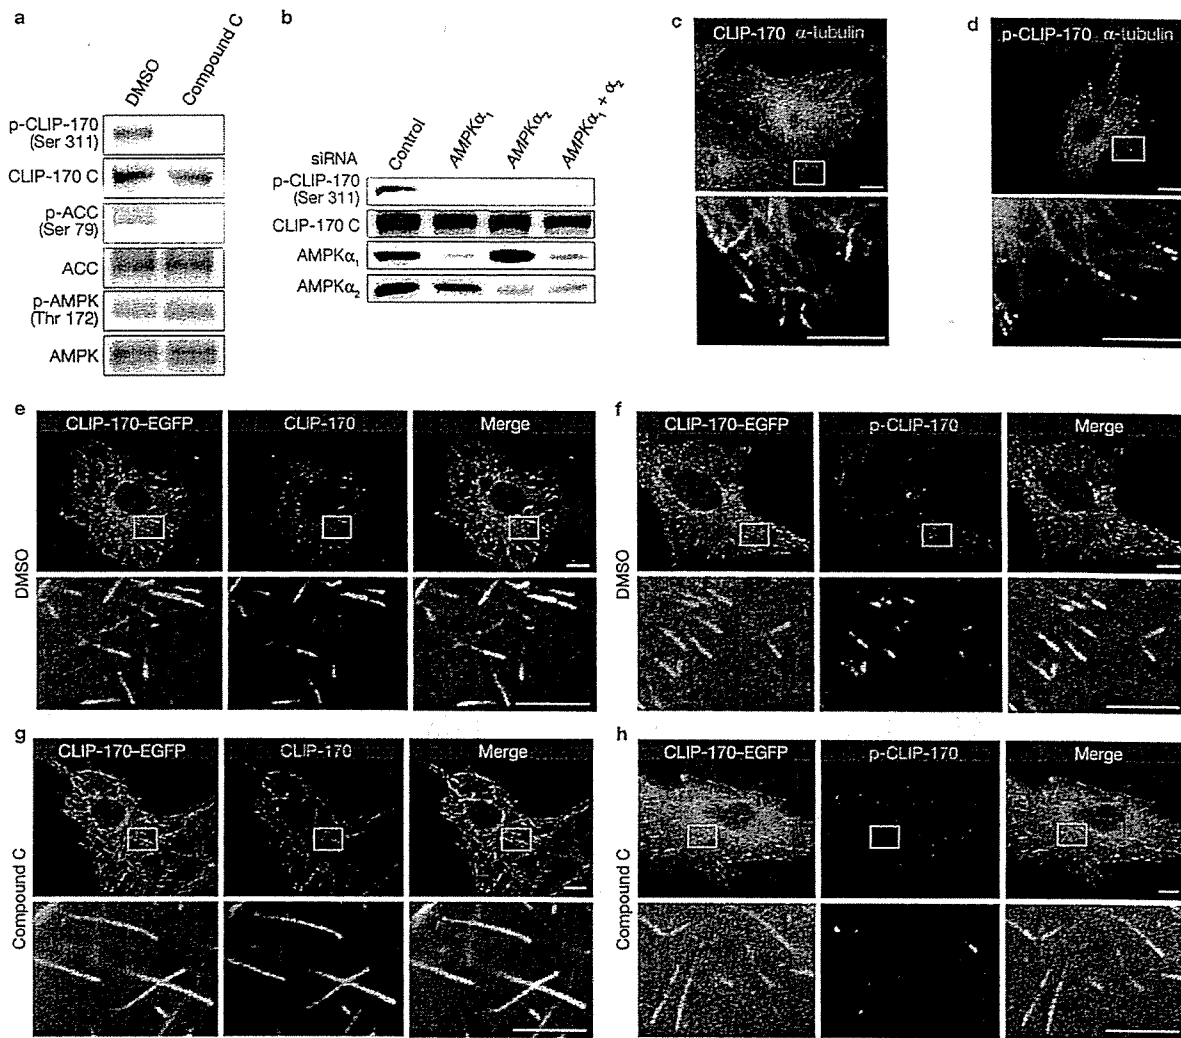 a
DMSO
Compound C
p-CLIP-170
(Ser 311)
CLIP-170 C
p-ACC
(Ser 79)
ACC
p-AMPK
(Thr 172)
AMPK
b
siRNA
Control
AMPKα1
AMPKα2
AMPKα1 + α2
p-CLIP-170
(Ser 311)
CLIP-170 C
AMPKα1
AMPKα2
c
CLIP-170 α-tubulin
d
p-CLIP-170 α-tubulin
e
CLIP-170–EGFP
CLIP-170
Merge
DMSO
f
CLIP-170–EGFP
p-CLIP-170
Merge
DMSO
g
CLIP-170–EGFP
CLIP-170
Merge
Compound C
h
CLIP-170–EGFP
p-CLIP-170
Merge
Compound C